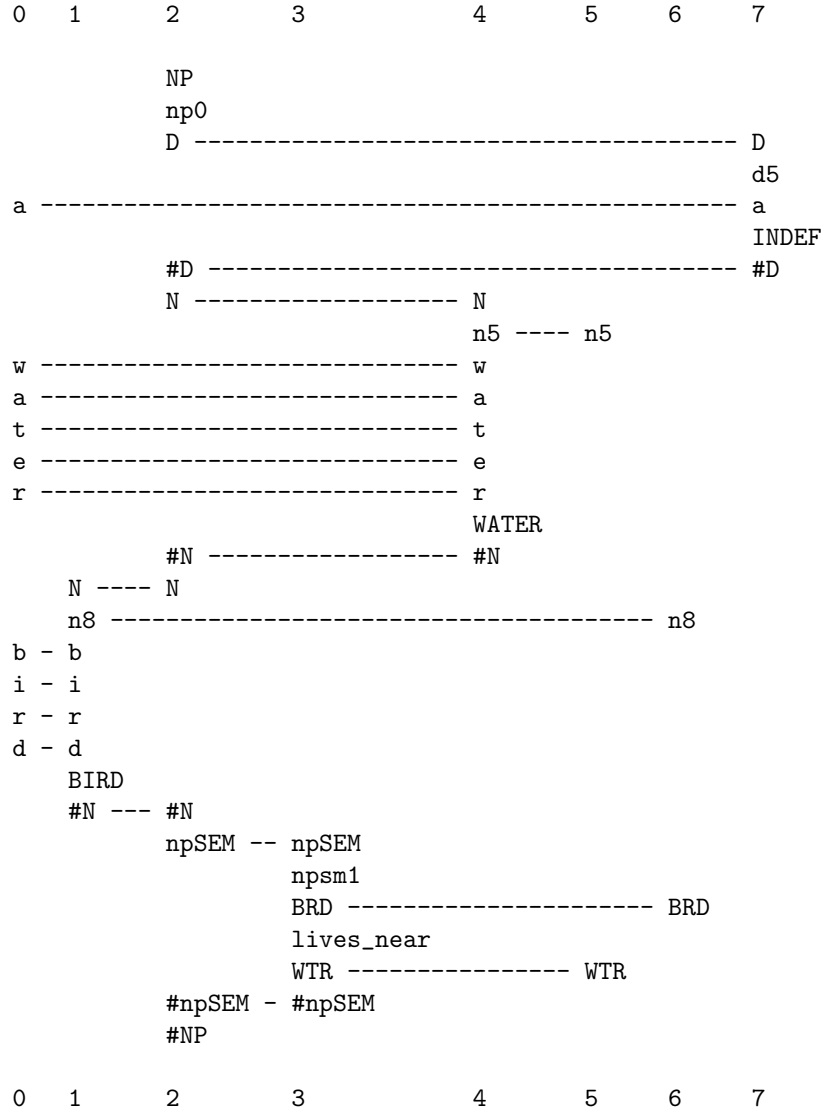 0 1 2 3 4 5 6 7
NP
np0
D --------------------------------------- D
d5
a -------------------------------------------------- a
INDEF
#D -------------------------------------- #D
N ------------------- N
n5 ---- n5
w ------------------------------ w
a ------------------------------ a
t ------------------------------ t
e ------------------------------ e
r ------------------------------ r
WATER
#N ------------------ #N
N ---- N
n8 --------------------------------------- n8
b - b
i - i
r - r
d - d
BIRD
#N --- #N
npSEM -- npSEM
npsm1
BRD ---------------------- BRD
lives_near
WTR ---------------- WTR
#npSEM - #npSEM
#NP
0 1 2 3 4 5 6 7